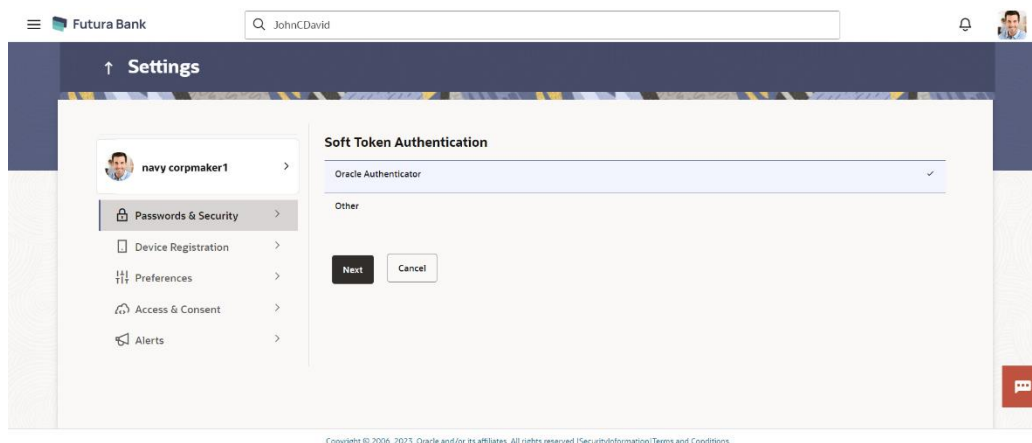 Futura Bank
JohnCDavid
Settings
Soft Token Authentication
navy corpmaker1
Oracle Authenticator
Passwords & Security
Other
Device Registration
Next
Cancel
Preferences
Access & Consent
Alerts
Copyright © 2006, 2023, Oracle and/or its affiliates. All rights reserved.|SecurityInformation|Terms and Conditions